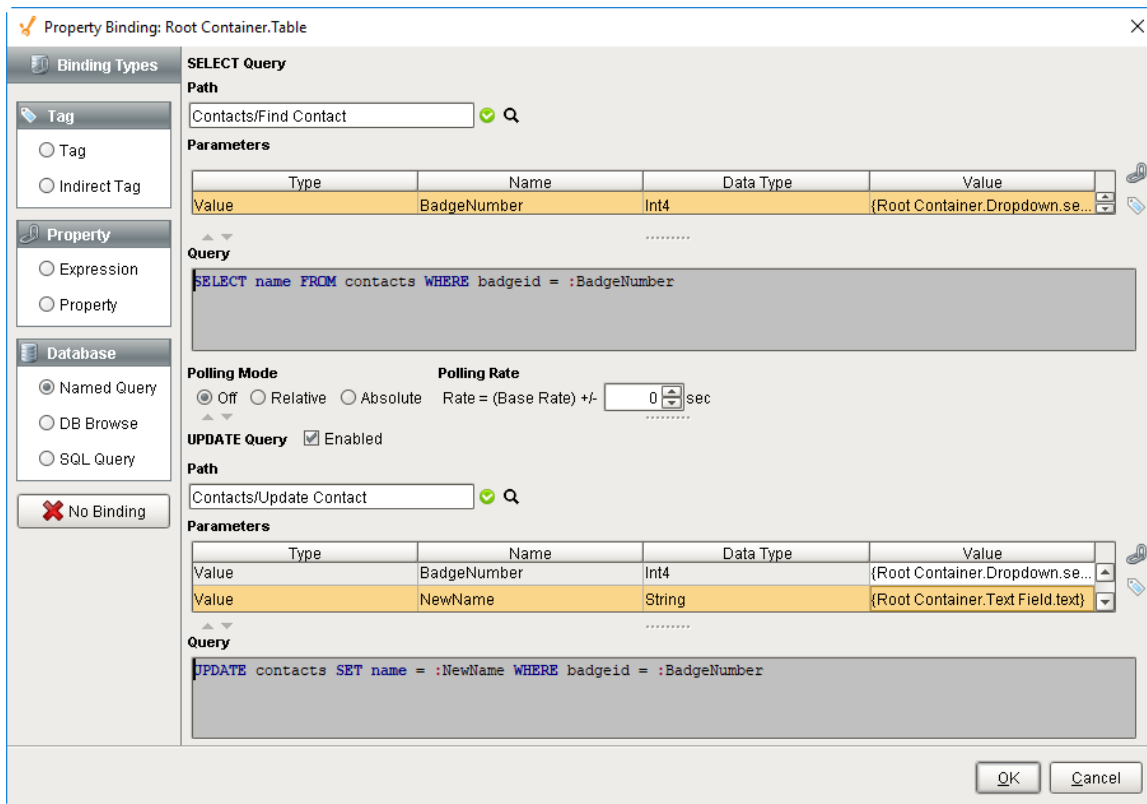 Property Binding: Root Container.Table
Binding Types
Tag
Tag
Indirect Tag
Property
Expression
Property
Database
Named Query
DB Browse
SQL Query
No Binding
SELECT Query
Path
Contacts/Find Contact
Parameters
Type Name Data Type Value
Value BadgeNumber Int4 {Root Container.Dropdown.se...
Query
SELECT name FROM contacts WHERE badgeid = :BadgeNumber
Polling Mode Polling Rate
Off Relative Absolute Rate = (Base Rate) +/- 0 sec
UPDATE Query Enabled
Path
Contacts/Update Contact
Parameters
Type Name Data Type Value
Value BadgeNumber Int4 {Root Container.Dropdown.se...
Value NewName String {Root Container.Text Field.text}
Query
UPDATE contacts SET name = :NewName WHERE badgeid = :BadgeNumber
OK Cancel